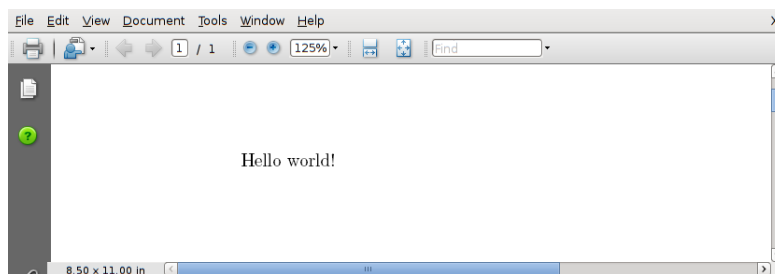 File Edit View Document Tools Window Help
1 / 1 125% Find
Hello world!
8.50 x 11.00 in